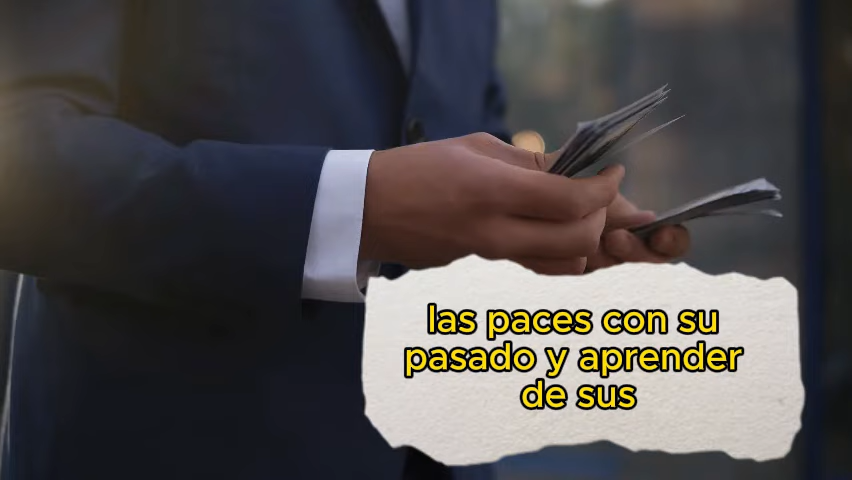 las paces con su
pasado y aprender
de sus